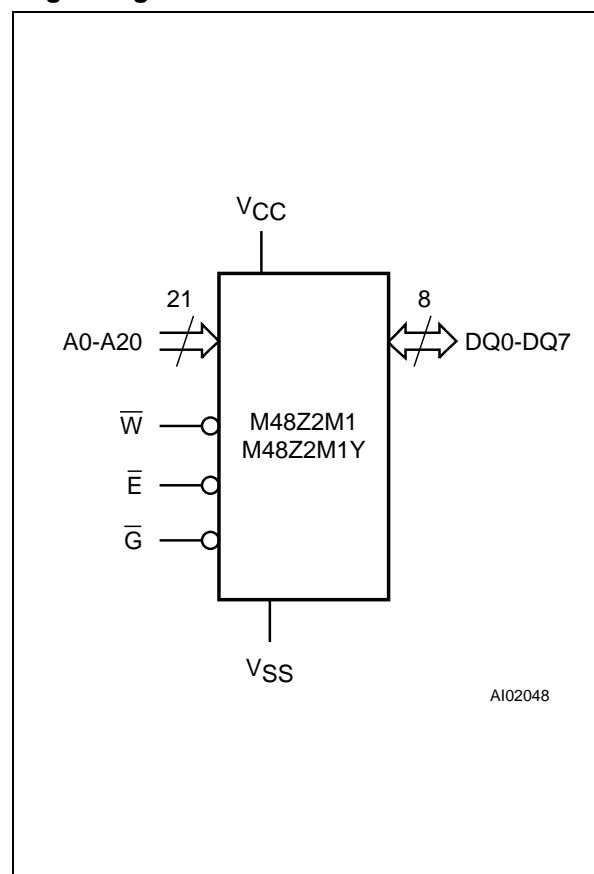 VCC
21
8
A0-A20
DQ0-DQ7
W̅
M48Z2M1
M48Z2M1Y
E̅
G̅
VSS
AI02048